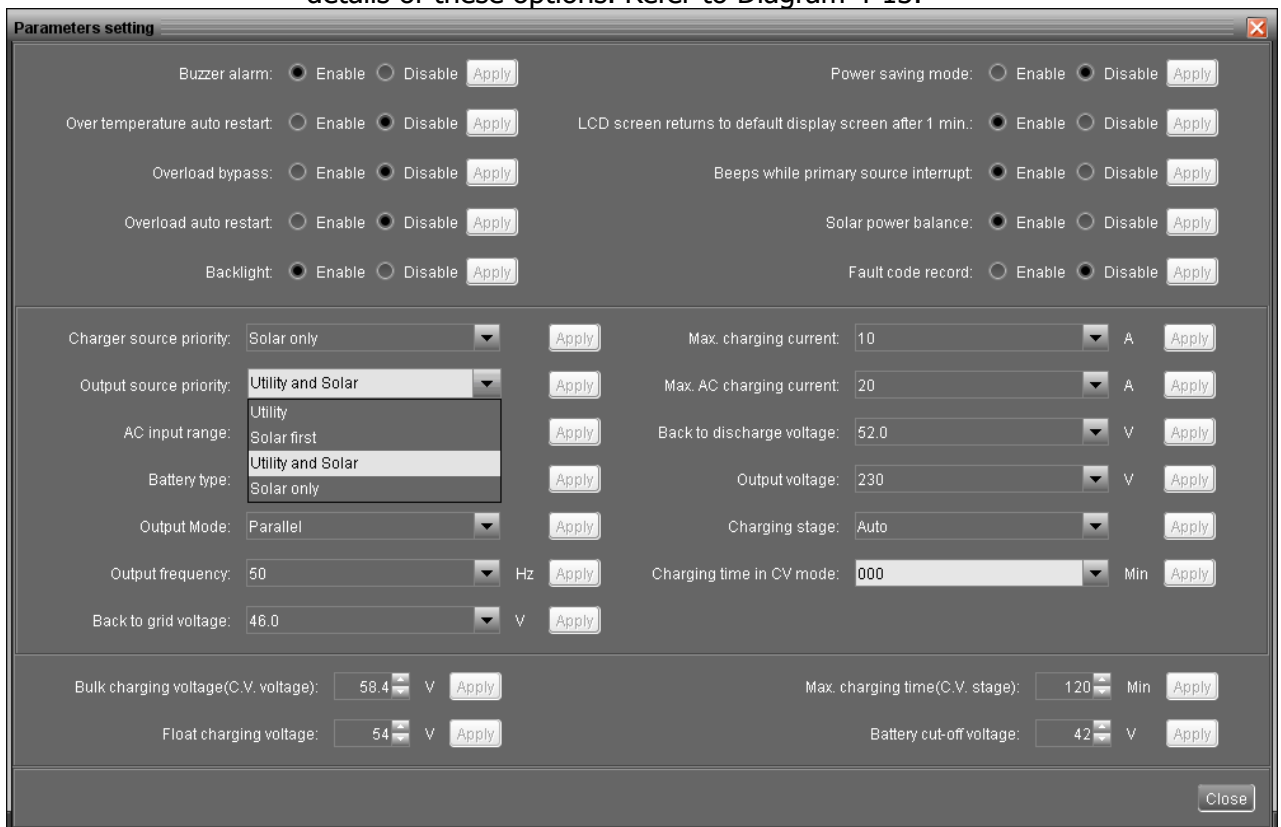 details of these options. Refer to Diagram 4-15.
Parameters setting
Buzzer alarm: Enable Disable Apply Power saving mode: Enable Disable Apply
Over temperature auto restart: Enable Disable Apply LCD screen returns to default display screen after 1 min.: Enable Disable Apply
Overload bypass: Enable Disable Apply Beeps while primary source interrupt: Enable Disable Apply
Overload auto restart: Enable Disable Apply Solar power balance: Enable Disable Apply
Backlight: Enable Disable Apply Fault code record: Enable Disable Apply
Charger source priority: Solar only Apply Max. charging current: 10 A Apply
Output source priority: Utility and Solar Apply Max. AC charging current: 20 A Apply
Utility
AC input range: Solar first Apply Back to discharge voltage: 52.0 V Apply
Utility and Solar
Battery type: Solar only Apply Output voltage: 230 V Apply
Output Mode: Parallel Apply Charging stage: Auto Apply
Output frequency: 50 Hz Apply Charging time in CV mode: 000 Min Apply
Back to grid voltage: 46.0 V Apply
Bulk charging voltage(C.V. voltage): 58.4 V Apply Max. charging time(C.V. stage): 120 Min Apply
Float charging voltage: 54 V Apply Battery cut-off voltage: 42 V Apply
Close